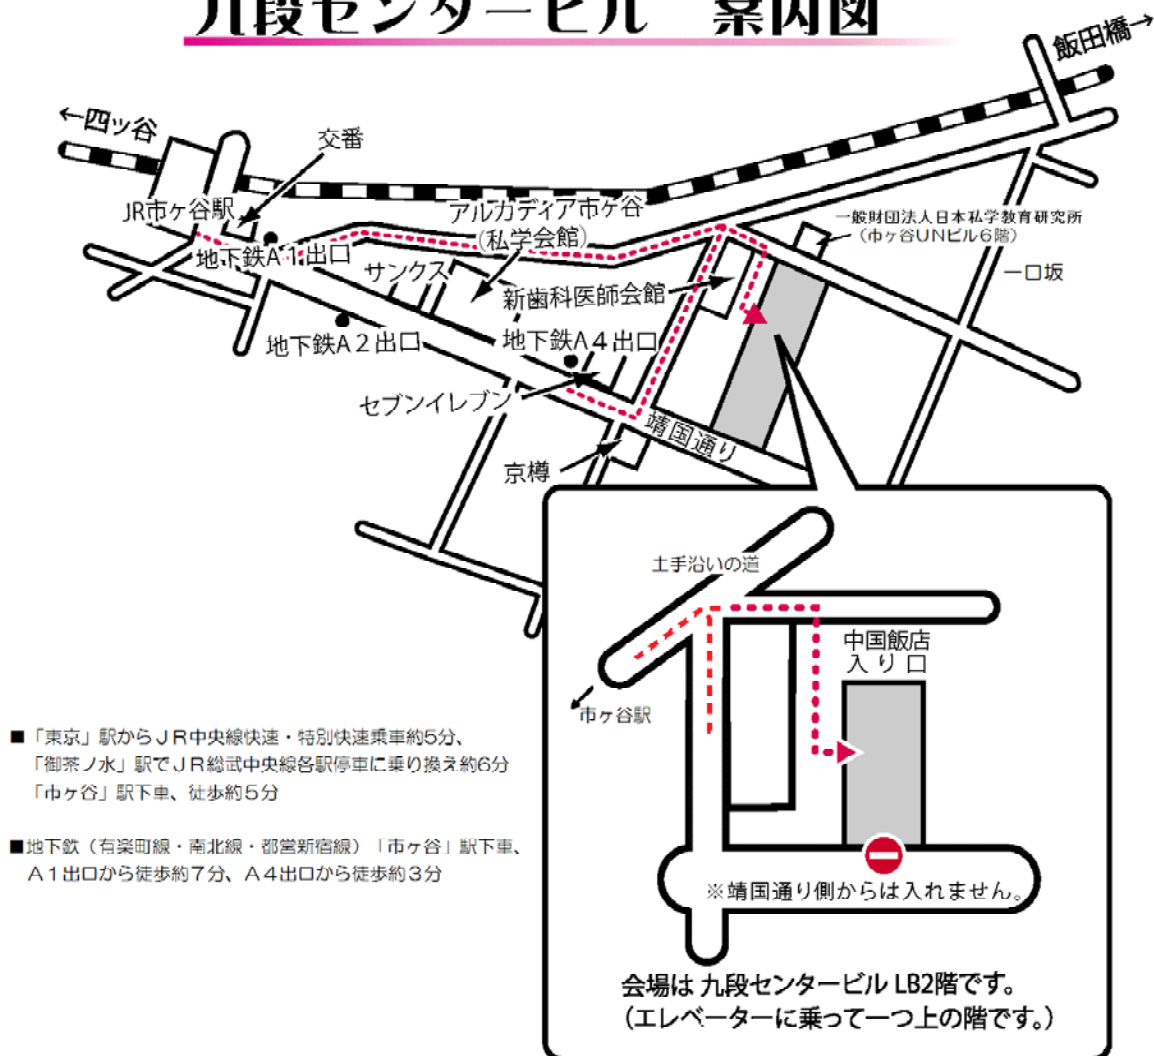 九段センタービル 案内図
飯田橋→
←四ッ谷
交番
JR市ヶ谷駅
アルカディア市ヶ谷
(私学会館)
一般財団法人日本私学教育研究所
(市ヶ谷UNビル6階)
地下鉄A1出口
サンクス
一口坂
新歯科医師会館
地下鉄A2出口
地下鉄A4出口
セブンイレブン
靖国通り
京樽
土手沿いの道
中国飯店
入り口
市ヶ谷駅
■「東京」駅からJR中央線快速・特別快速乗車約5分、
「御茶ノ水」駅でJR総武中央線各駅停車に乗り換え約6分
「市ヶ谷」駅下車、徒歩約5分
■地下鉄(有楽町線・南北線・都営新宿線)「市ヶ谷」駅下車、
A1出口から徒歩約7分、A4出口から徒歩約3分
※靖国通り側からは入れません。
会場は 九段センタービル LB2階です。
(エレベーターに乗って一つ上の階です。)